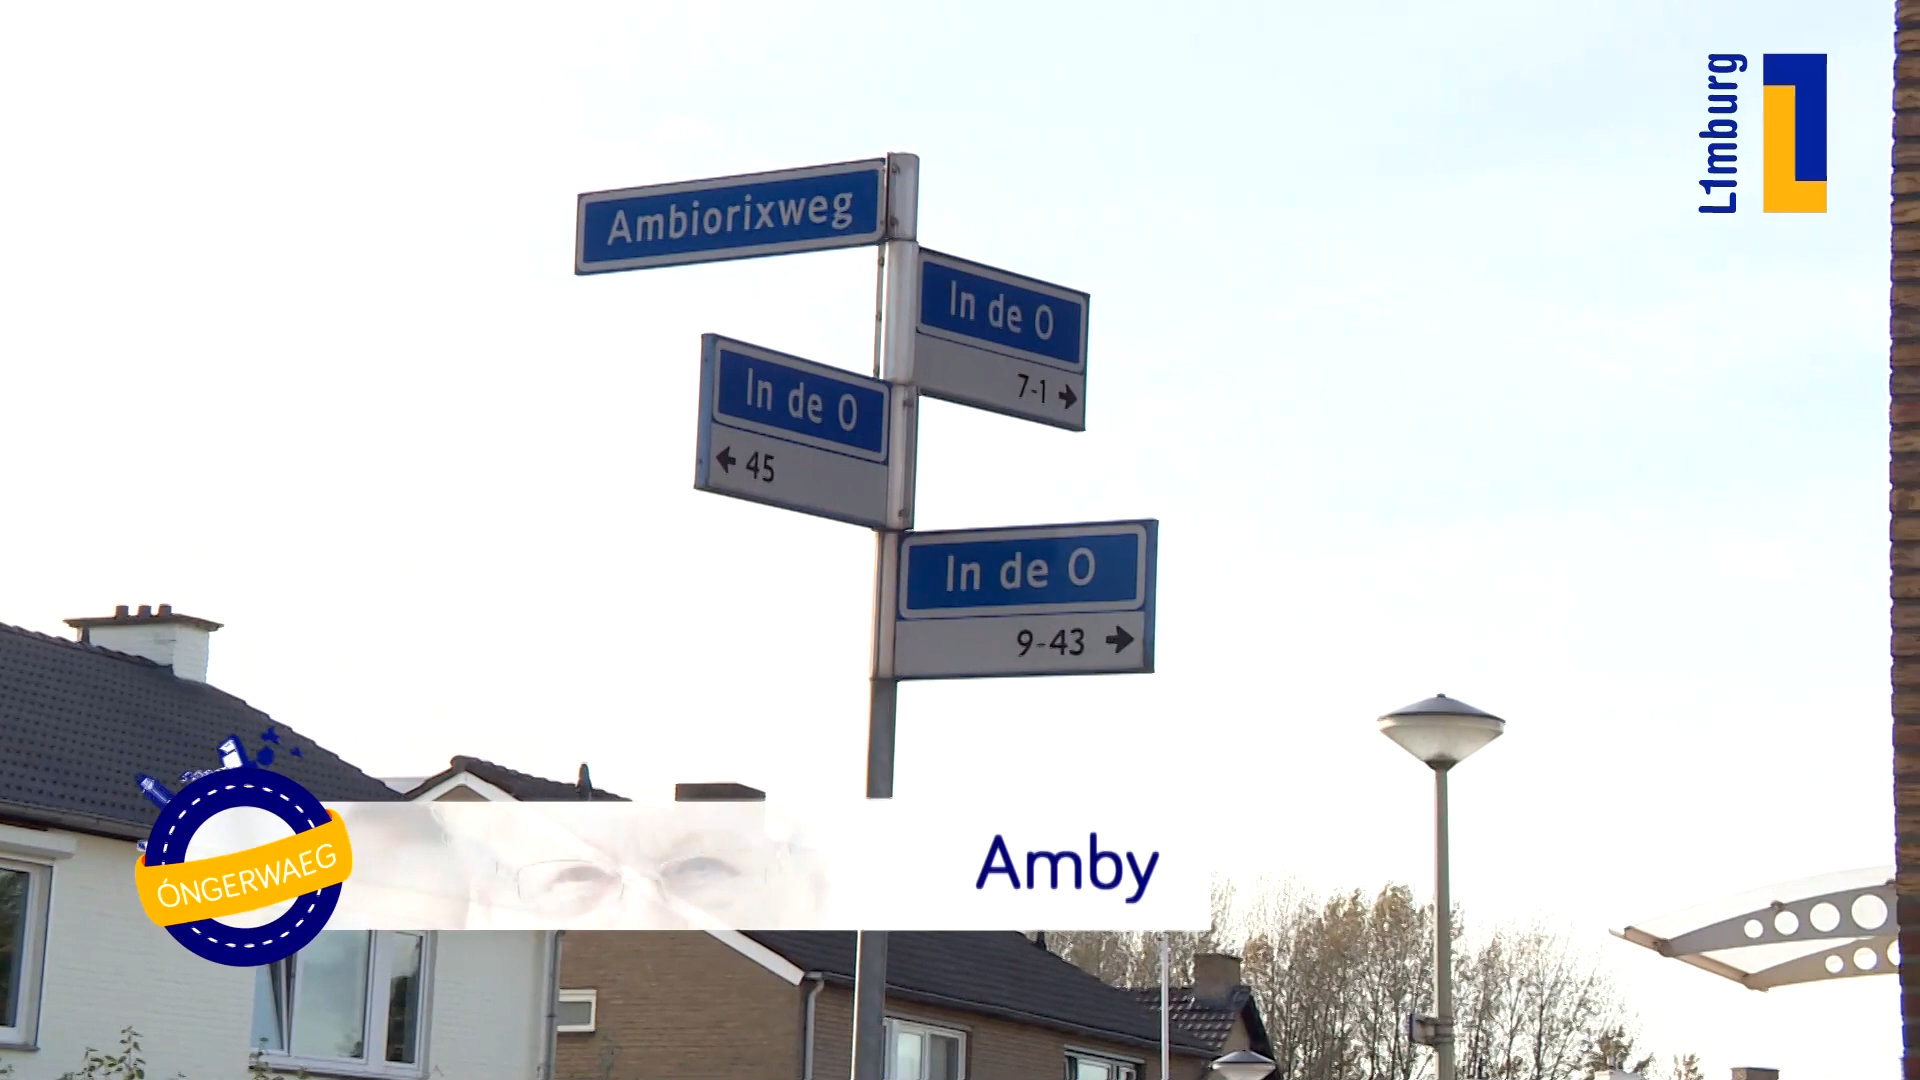 L1mburg
Ambiorixweg
In de O
7-1 →
In de O
← 45
In de O
9-43 →
ÓNGERWAEG
Amby